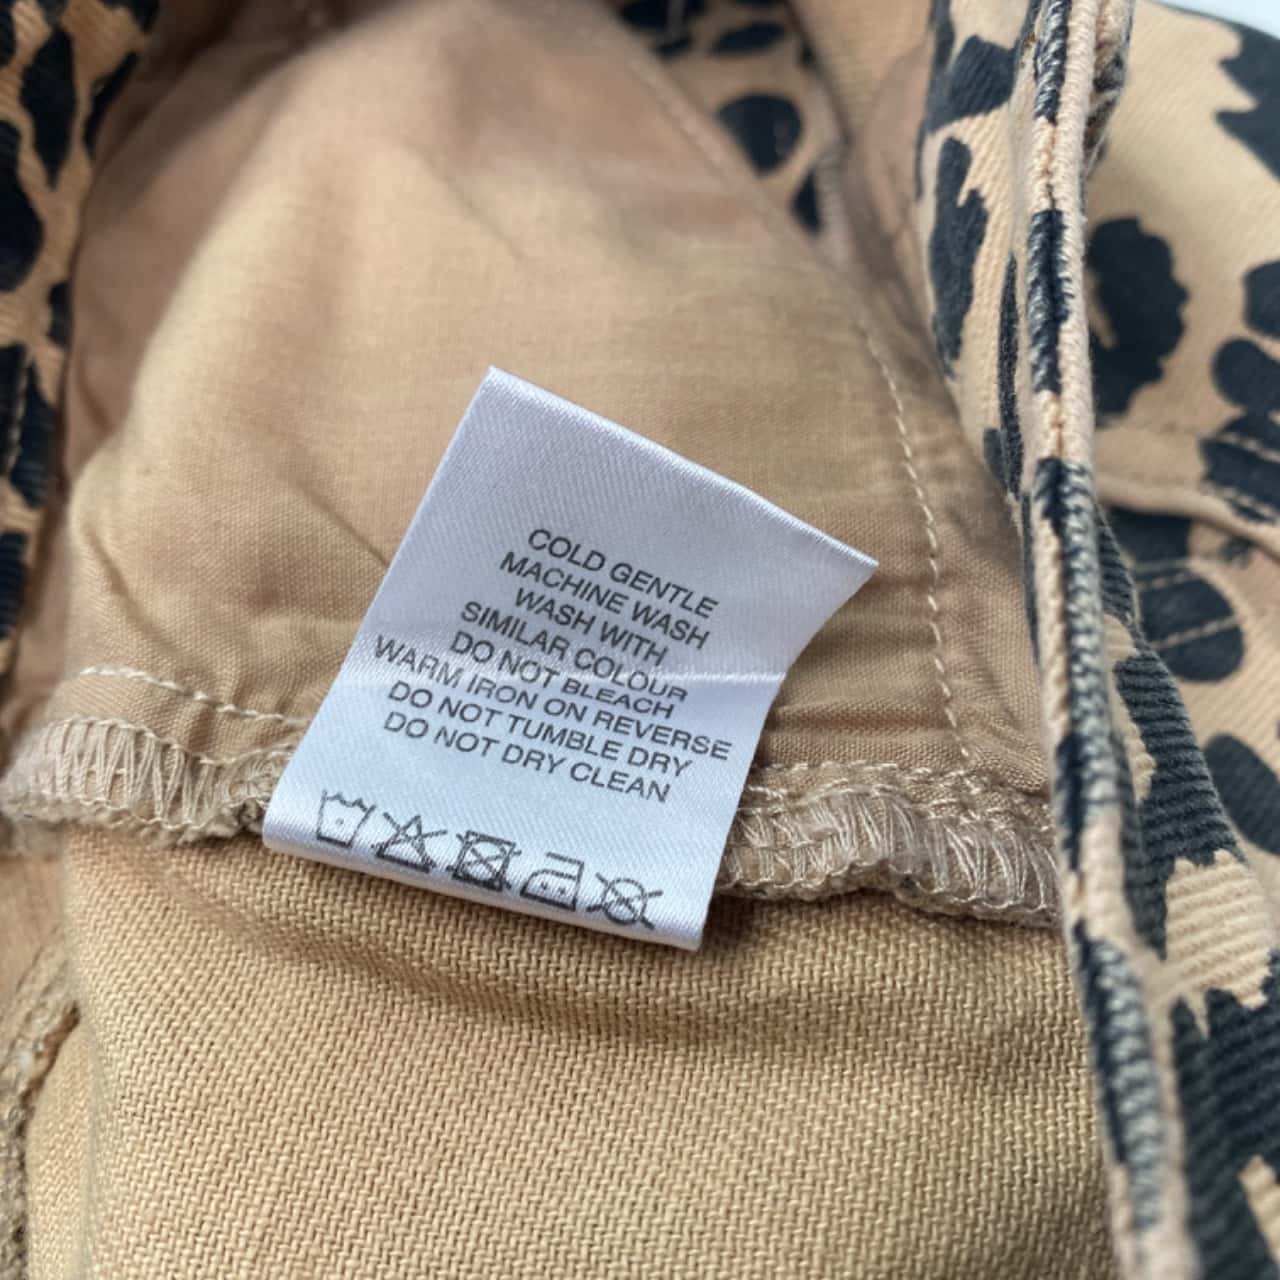 COLD GENTLE
MACHINE WASH
WASH WITH
SIMILAR COLOUR
DO NOT BLEACH
WARM IRON ON REVERSE
DO NOT TUMBLE DRY
DO NOT DRY CLEAN